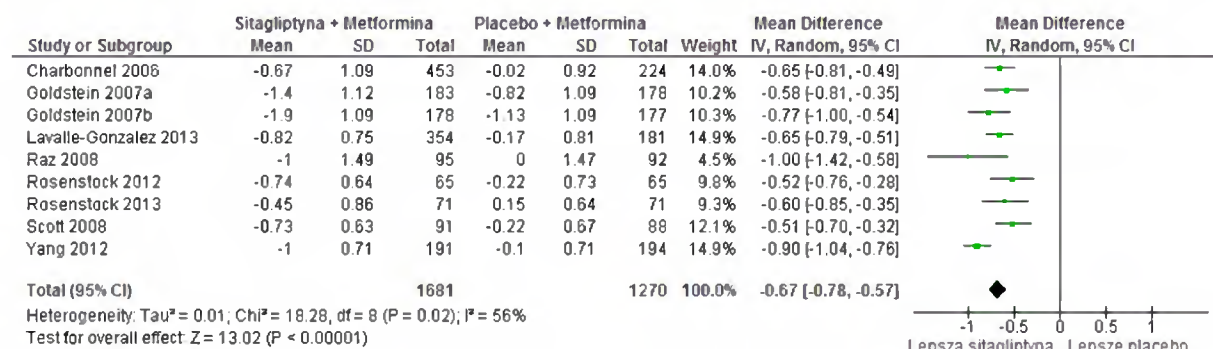 Sitagliptyna + Metformina Placebo + Metformina Mean Difference Mean Difference
Study or Subgroup Mean SD Total Mean SD Total Weight IV, Random, 95% CI IV, Random, 95% CI
Charbonnel 2006 -0.67 1.09 453 -0.02 0.92 224 14.0% -0.65 [-0.81, -0.49]
Goldstein 2007a -1.4 1.12 183 -0.82 1.09 178 10.2% -0.58 [-0.81, -0.35]
Goldstein 2007b -1.9 1.09 178 -1.13 1.09 177 10.3% -0.77 [-1.00, -0.54]
Lavalle-Gonzalez 2013 -0.82 0.75 354 -0.17 0.81 181 14.9% -0.65 [-0.79, -0.51]
Raz 2008 -1 1.49 95 0 1.47 92 4.5% -1.00 [-1.42, -0.58]
Rosenstock 2012 -0.74 0.64 65 -0.22 0.73 65 9.8% -0.52 [-0.76, -0.28]
Rosenstock 2013 -0.45 0.86 71 0.15 0.64 71 9.3% -0.60 [-0.85, -0.35]
Scott 2008 -0.73 0.63 91 -0.22 0.67 88 12.1% -0.51 [-0.70, -0.32]
Yang 2012 -1 0.71 191 -0.1 0.71 194 14.9% -0.90 [-1.04, -0.76]
Total (95% CI) 1681 1270 100.0% -0.67 [-0.78, -0.57]
Heterogeneity: Tau² = 0.01; Chi² = 18.28, df = 8 (P = 0.02); I² = 56%
Test for overall effect: Z = 13.02 (P < 0.00001)
-1 -0.5 0 0.5 1
Lepsza sitagliptyna Lepsze placebo